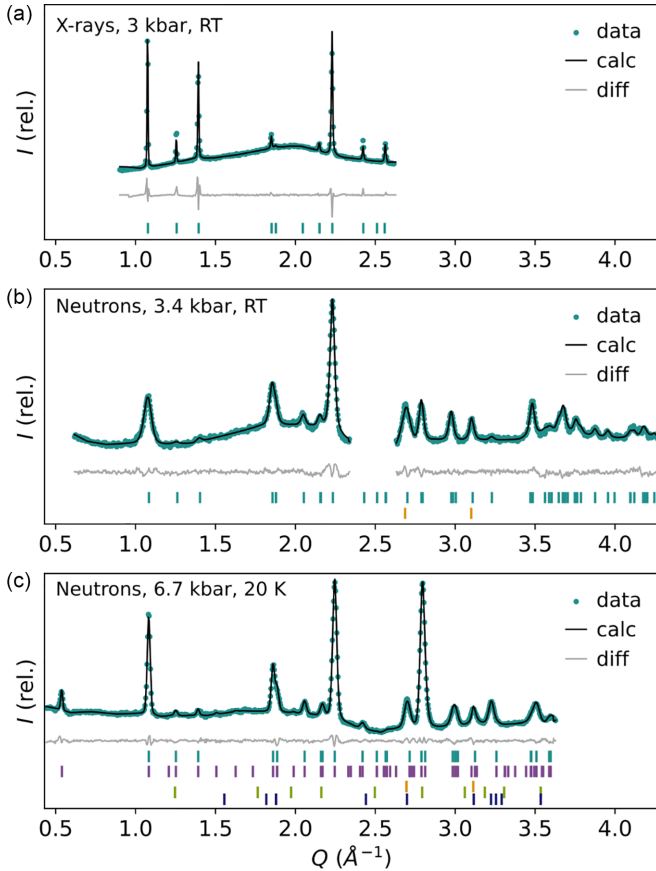 (a)
X-rays, 3 kbar, RT
data
calc
diff
I (rel.)
0.5 1.0 1.5 2.0 2.5 3.0 3.5 4.0
(b)
Neutrons, 3.4 kbar, RT
data
calc
diff
I (rel.)
0.5 1.0 1.5 2.0 2.5 3.0 3.5 4.0
(c)
Neutrons, 6.7 kbar, 20 K
data
calc
diff
I (rel.)
0.5 1.0 1.5 2.0 2.5 3.0 3.5 4.0
Q (Å⁻¹)